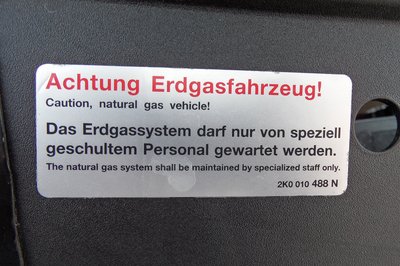 Achtung Erdgasfahrzeug!
Caution, natural gas vehicle!
Das Erdgassystem darf nur von speziell
geschultem Personal gewartet werden.
The natural gas system shall be maintained by specialized staff only.
2K0 010 488 N